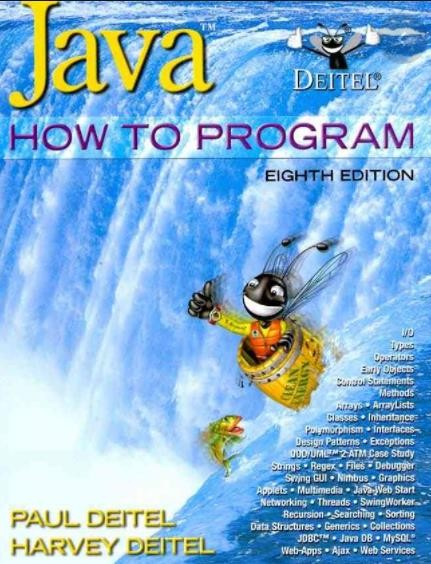 Java™
DEITEL®
HOW TO PROGRAM
EIGHTH EDITION
I/O
Types
Operators
Early Objects
Control Statements
Methods
Arrays • ArrayLists
Classes • Inheritance
Polymorphism • Interfaces
Design Patterns • Exceptions
OOD/UML™ 2 ATM Case Study
Strings • Regex • Files • Debugger
Swing GUI • Nimbus • Graphics
Applets • Multimedia • Java Web Start
Networking • Threads • SwingWorker
Recursion • Searching • Sorting
Data Structures • Generics • Collections
JDBC™ • Java DB • MySQL®
Web-Apps • Ajax • Web Services
PAUL DEITEL
HARVEY DEITEL